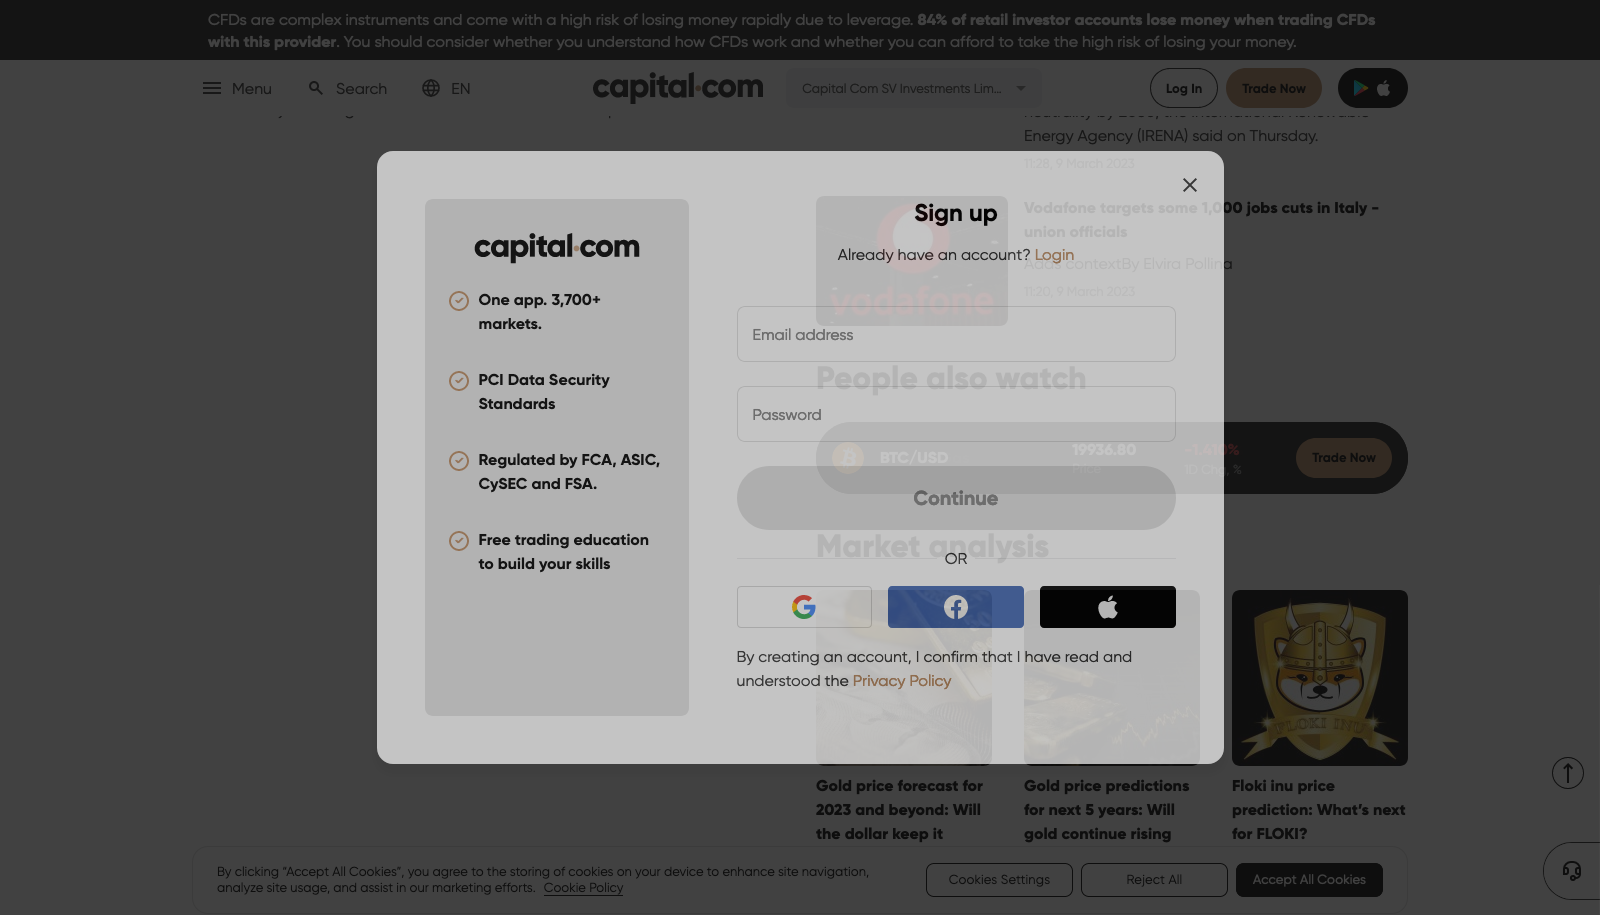 CFDs are complex instruments and come with a high risk of losing money rapidly due to leverage. 84% of retail investor accounts lose money when trading CFDs
with this provider. You should consider whether you understand how CFDs work and whether you can afford to take the high risk of losing your money.
Menu
Search
EN
capital.com
Capital Com SV Investments Lim...
Log In
Trade Now
Energy Agency (IRENA) said on Thursday.
11:28, 9 March 2023
Vodafone targets some 1,000 jobs cuts in Italy -
union officials
Adds contextBy Elvira Pollina
11:20, 9 March 2023
vodafone
capital.com
One app. 3,700+
markets.
PCI Data Security
Standards
Regulated by FCA, ASIC,
CySEC and FSA.
Free trading education
to build your skills
Sign up
Already have an account? Login
Email address
People also watch
Password
BTC/USD
19936.80
Price
-1.410%
1D Chg, %
Trade Now
Continue
Market analysis
OR
By creating an account, I confirm that I have read and
understood the Privacy Policy
FLOKI INU
Gold price forecast for
2023 and beyond: Will
the dollar keep it
Gold price predictions
for next 5 years: Will
gold continue rising
Floki inu price
prediction: What's next
for FLOKI?
By clicking "Accept All Cookies", you agree to the storing of cookies on your device to enhance site navigation,
analyze site usage, and assist in our marketing efforts. Cookie Policy
Cookies Settings
Reject All
Accept All Cookies